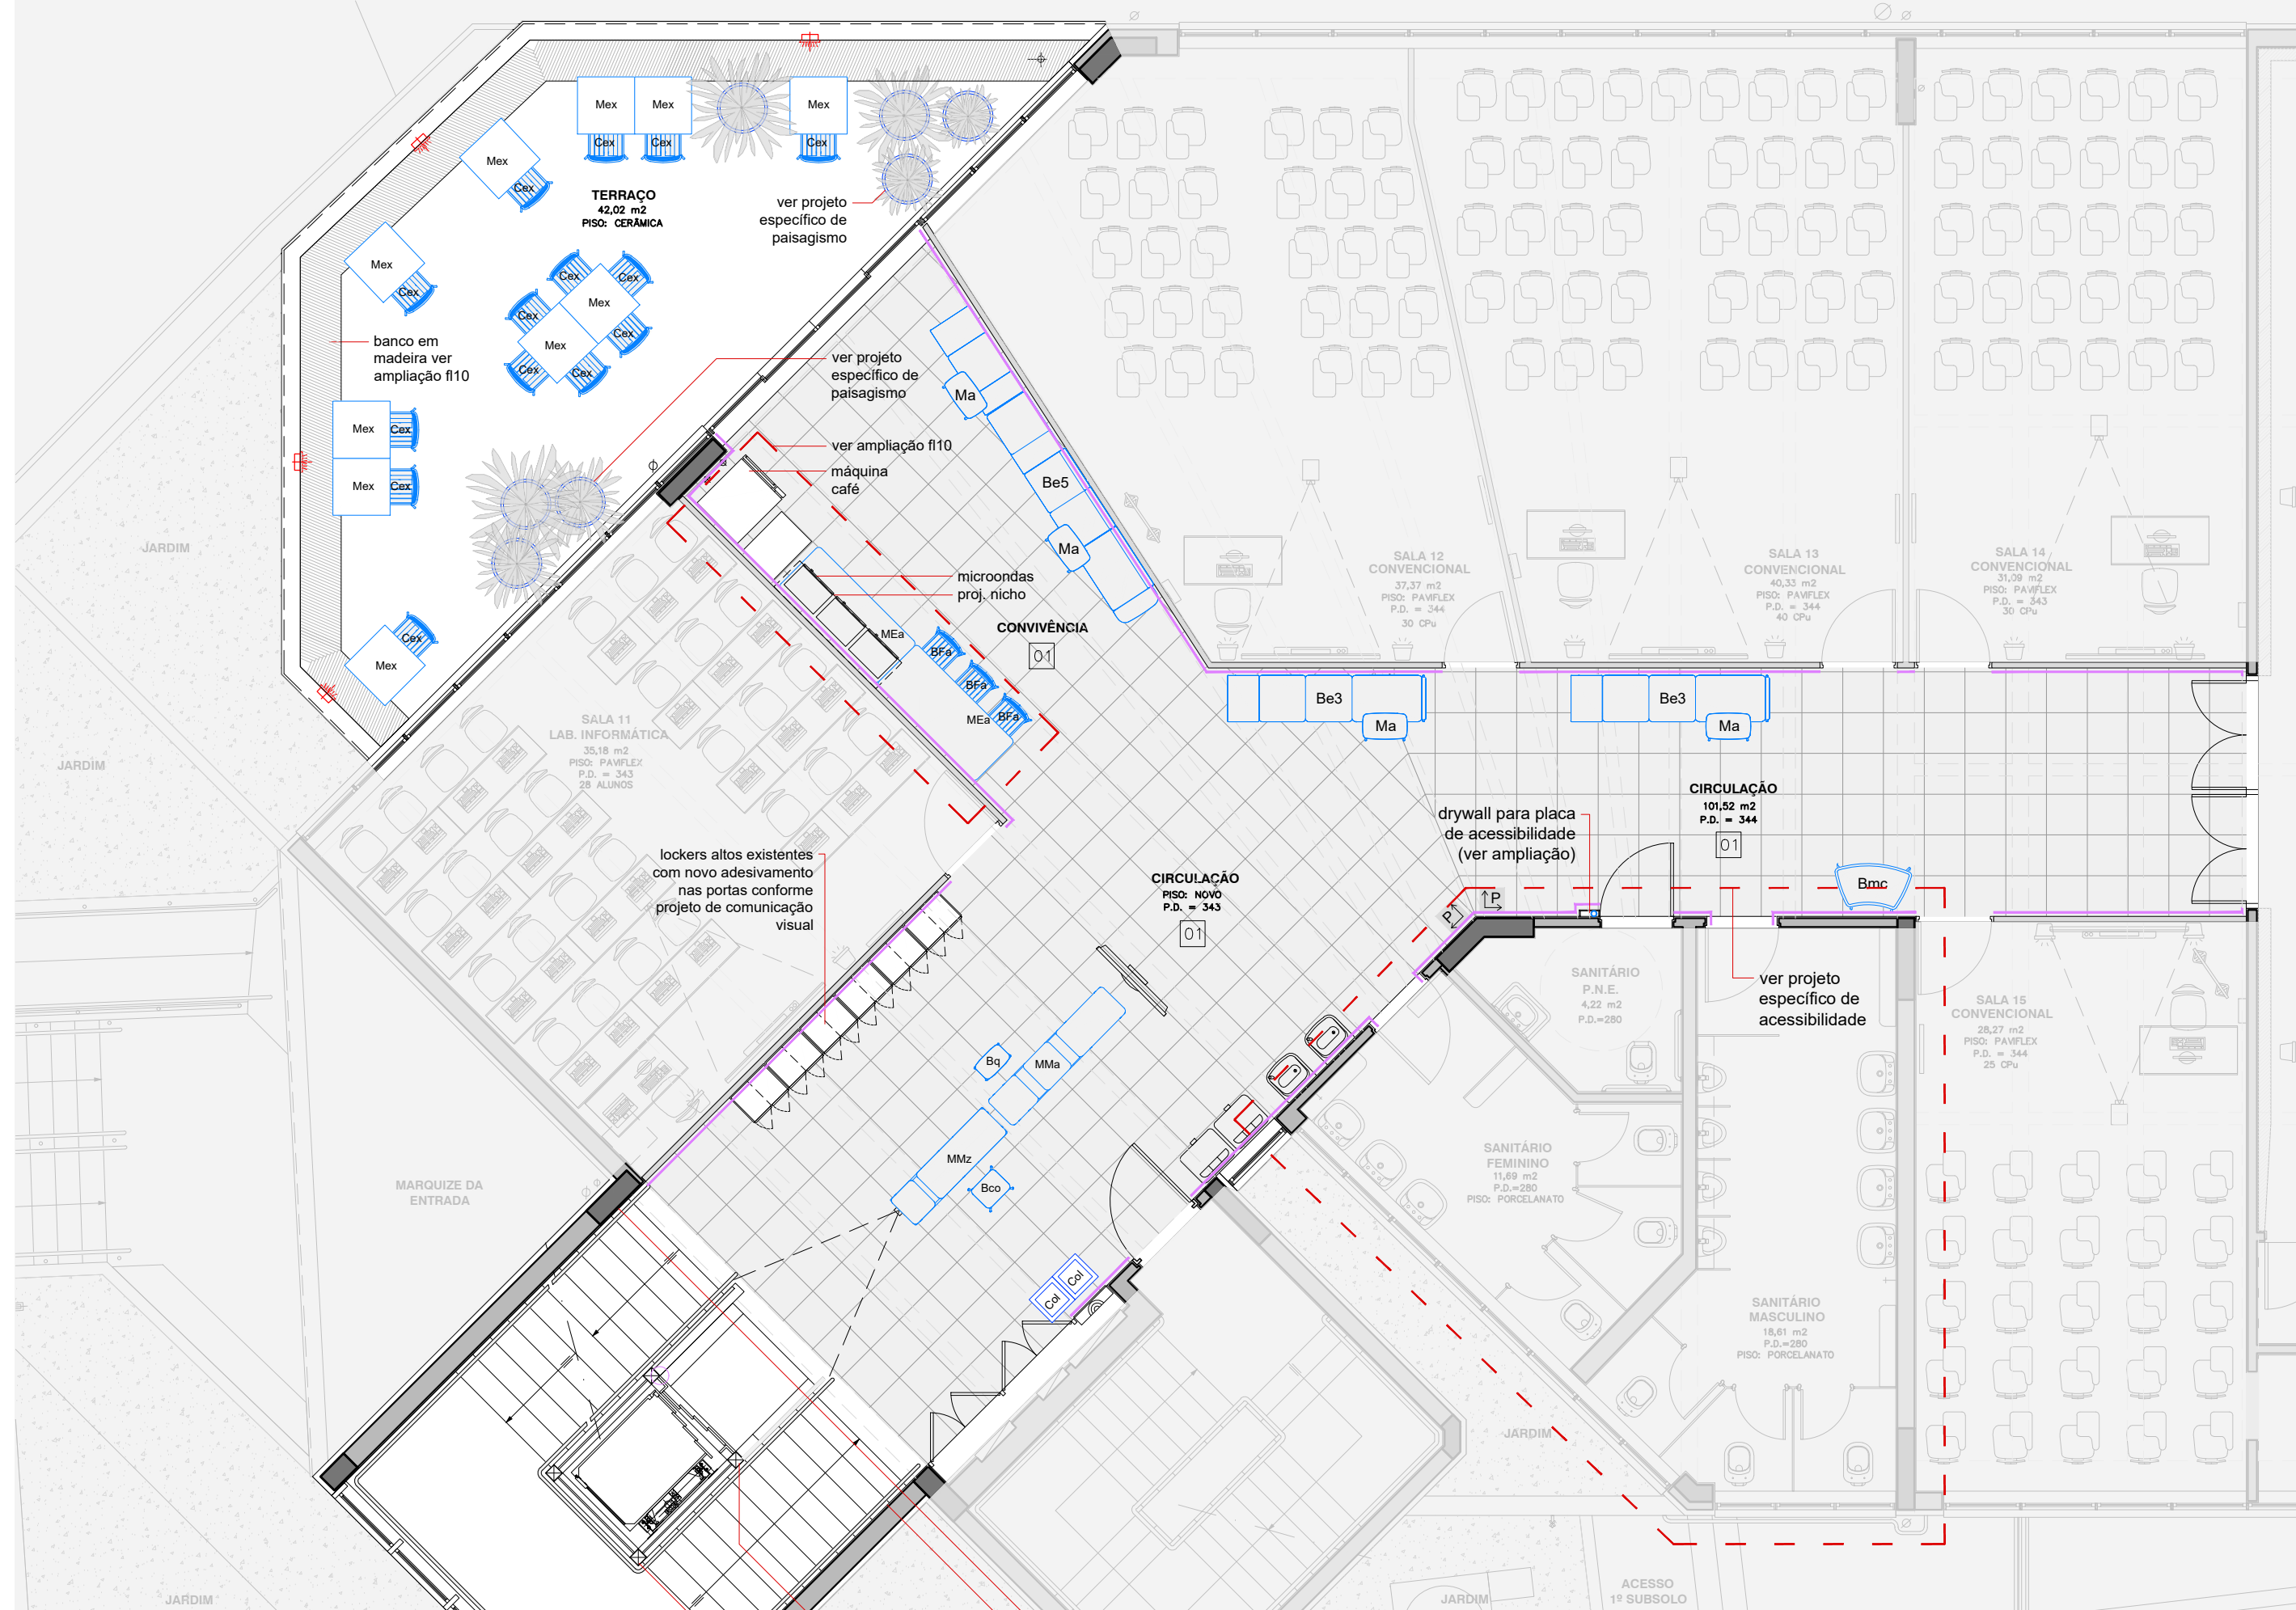 Mex
Mex
Mex
Cex
Cex
Cex
Mex
Cex
TERRAÇO
42,02 m2
PISO: CERÂMICA
ver projeto
específico de
paisagismo
Mex
Cex
Cex
Cex
Mex
Cex
Cex
Mex
Cex
Cex
banco em
madeira ver
ampliação fl10
ver projeto
específico de
paisagismo
Mex
Cex
Mex
Cex
Cex
Mex
ver ampliação fl10
máquina
café
microondas
proj. nicho
MEa
BFa
BFa
BFa
MEa
CONVIVÊNCIA
01
Ma
Be5
Ma
Be3
Ma
Be3
Ma
JARDIM
JARDIM
SALA 11
LAB. INFORMÁTICA
35,18 m2
PISO: PAVIFLEX
P.D. = 343
28 ALUNOS
SALA 12
CONVENCIONAL
37,37 m2
PISO: PAVIFLEX
P.D. = 344
30 CPu
SALA 13
CONVENCIONAL
40,33 m2
PISO: PAVIFLEX
P.D. = 344
40 CPu
SALA 14
CONVENCIONAL
31,09 m2
PISO: PAVIFLEX
P.D. = 343
30 CPu
CIRCULAÇÃO
101,52 m2
P.D. = 344
01
drywall para placa
de acessibilidade
(ver ampliação)
Bmc
P
P
lockers altos existentes
com novo adesivamento
nas portas conforme
projeto de comunicação
visual
CIRCULAÇÃO
PISO: NOVO
P.D. = 343
01
ver projeto
específico de
acessibilidade
SANITÁRIO
P.N.E.
4,22 m2
P.D.=280
SALA 15
CONVENCIONAL
28,27 m2
PISO: PAVIFLEX
P.D. = 344
25 CPu
Bq
MMa
MMz
Bco
Col
Col
SANITÁRIO
FEMININO
11,69 m2
P.D.=280
PISO: PORCELANATO
SANITÁRIO
MASCULINO
18,61 m2
P.D.=280
PISO: PORCELANATO
MARQUIZE DA
ENTRADA
JARDIM
JARDIM
JARDIM
ACESSO
1º SUBSOLO